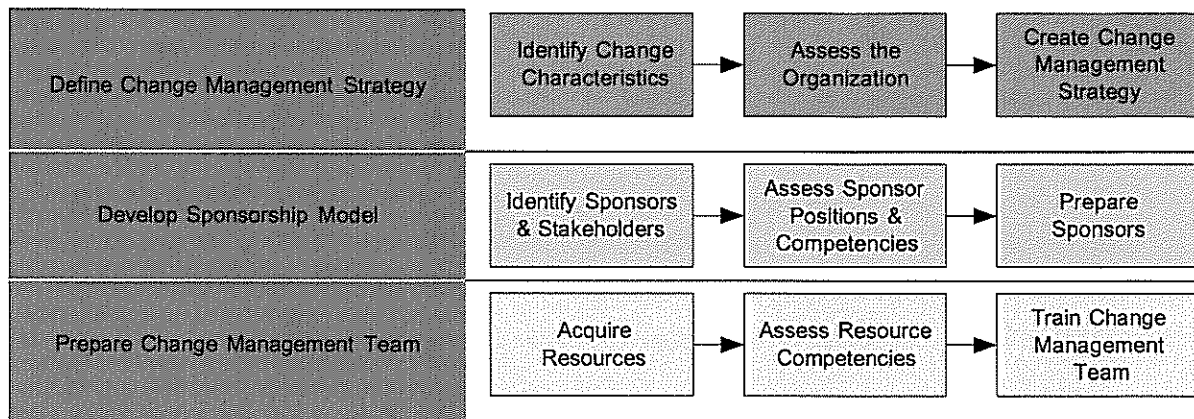 Define Change Management Strategy
Identify Change
Characteristics
Assess the
Organization
Create Change
Management
Strategy
Develop Sponsorship Model
Identify Sponsors
& Stakeholders
Assess Sponsor
Positions &
Competencies
Prepare
Sponsors
Prepare Change Management Team
Acquire
Resources
Assess Resource
Competencies
Train Change
Management
Team